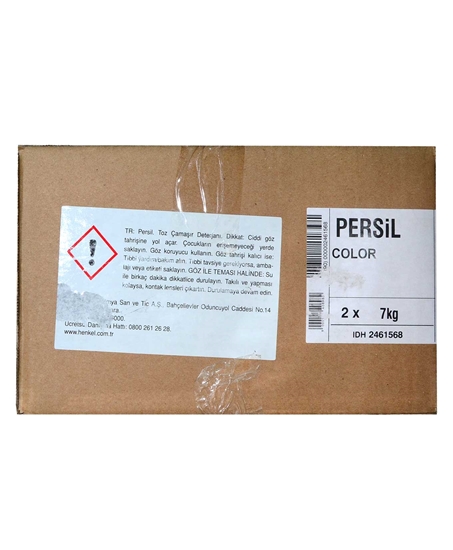 TR: Persil. Toz Çamaşır Deterjanı. Dikkat. Ciddi göz
tahrişine yol açar. Çocukların erişemeyeceği yerde
saklayın. Göz koruyucu kullanın. Göz tahrişi kalıcı ise:
Tıbbi yardım/bakım alın. Tıbbi tavsiye gerekiyorsa, amba-
lajı veya etiketi saklayın. GÖZ İLE TEMASI HALİNDE: Su
ile birkaç dakika dikkatlice durulayın. Takılı ve yapması
kolaysa, kontak lensleri çıkartın. Durulamaya devam edin.
San ve Tic A.Ş., Bahçelievler Oduncuyol Caddesi No.14
Ücretsiz Hattı: 0800 261 26 28.
www.henkel.com.tr
PERSiL
COLOR
2 x 7kg
IDH 2461568